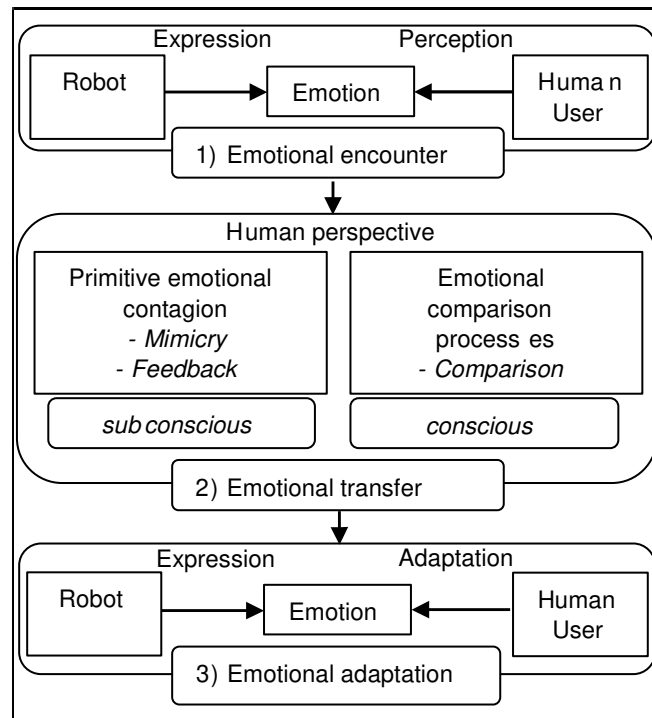 Expression Perception
Robot
Emotion
Huma n
User
1) Emotional encounter
Human perspective
Primitive emotional
contagion
- Mimicry
- Feedback
Emotional
comparison
process es
- Comparison
sub conscious
conscious
2) Emotional transfer
Expression Adaptation
Robot
Emotion
Human
User
3) Emotional adaptation